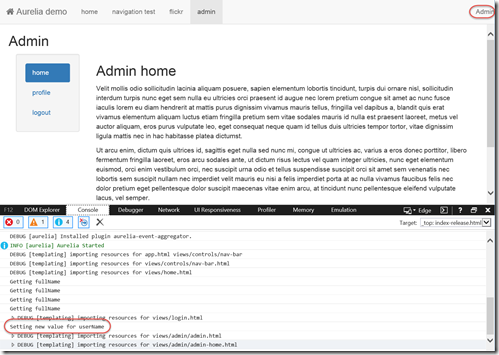 Aurelia demo home navigation test flickr admin Admin
Admin
home
profile
logout
Admin home
Velit mollis odio sollicitudin lacinia aliquam posuere, sapien elementum lobortis tincidunt, turpis dui ornare nisl, sollicitudin
interdum turpis nunc eget sem nulla eu ultricies orci praesent id augue nec lorem pretium congue sit amet ac nunc fusce
iaculis lorem eu diam hendrerit at mattis purus dignissim vivamus mauris tellus, fringilla vel dapibus a, blandit quis erat
vivamus elementum aliquam luctus etiam fringilla pretium sem vitae sodales mauris id nulla est praesent laoreet, metus vel
auctor aliquam, eros purus vulputate leo, eget consequat neque quam id tellus duis ultricies tempor tortor, vitae dignissim
ligula mattis nec in hac habitasse platea dictumst.
Ut arcu enim, dictum quis ultrices id, sagittis eget nulla sed nunc mi, congue ut ultricies ac, varius a eros donec porttitor, libero
fermentum fringilla laoreet, eros arcu sodales ante, ut dictum risus lectus vel quam integer ultricies, nunc eget elementum
euismod, orci enim vestibulum orci, nec suscipit urna odio et tellus suspendisse suscipit orci sit amet sem venenatis nec
lobortis sem suscipit nullam nec imperdiet velit mauris eu nisi a felis imperdiet porta at ac nulla vivamus faucibus felis nec
dolor pretium eget pellentesque dolor suscipit maecenas vitae enim arcu, at tincidunt nunc pellentesque eleifend vulputate
lacus, vel semper.
F12 DOM Explorer Console Debugger Network UI Responsiveness Profiler Memory Emulation Edge
0 1 4 Target: _top: index-release.html
DEBUG [aurelia] Installed plugin aurelia-event-aggregator.
INFO [aurelia] Aurelia Started
DEBUG [templating] importing resources for app.html views/controls/nav-bar
DEBUG [templating] importing resources for views/controls/nav-bar
DEBUG [templating] importing resources for views/home.html
Getting fullName
Getting fullName
Getting fullName
Getting fullName
DEBUG [templating] importing resources for views/login.html
Setting new value for userName
DEBUG [templating] importing resources for views/admin/admin.html
DEBUG [templating] importing resources for views/admin/admin-home.html